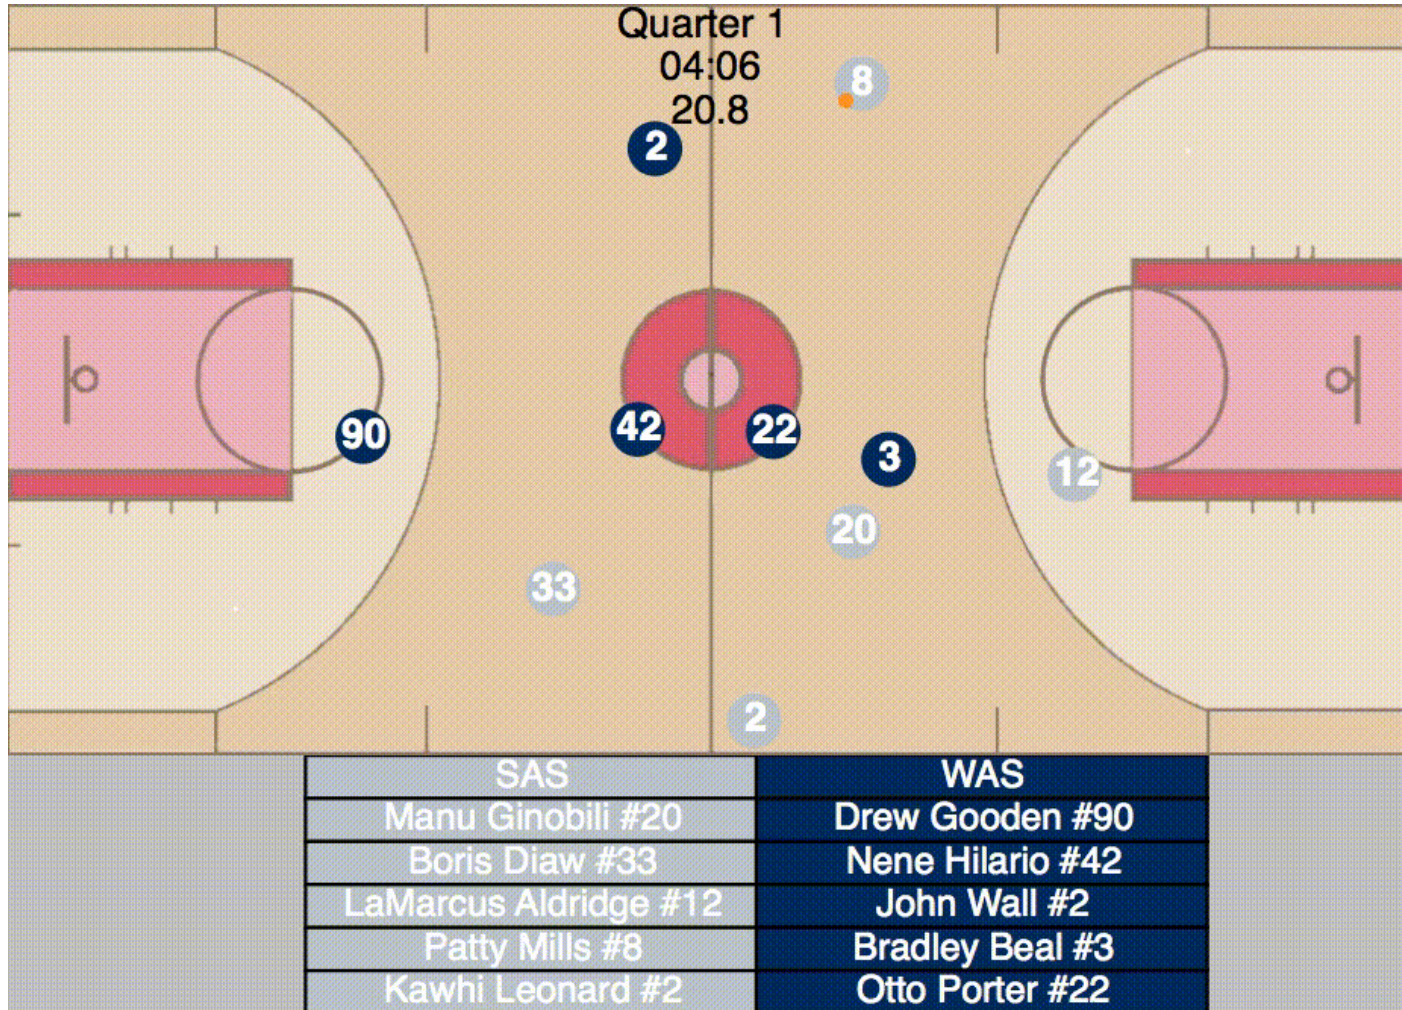 Quarter 1
04:06
20.8
8
2
90
42
22
3
12
20
33
2
SAS
WAS
Manu Ginobili #20
Drew Gooden #90
Boris Diaw #33
Nene Hilario #42
LaMarcus Aldridge #12
John Wall #2
Patty Mills #8
Bradley Beal #3
Kawhi Leonard #2
Otto Porter #22